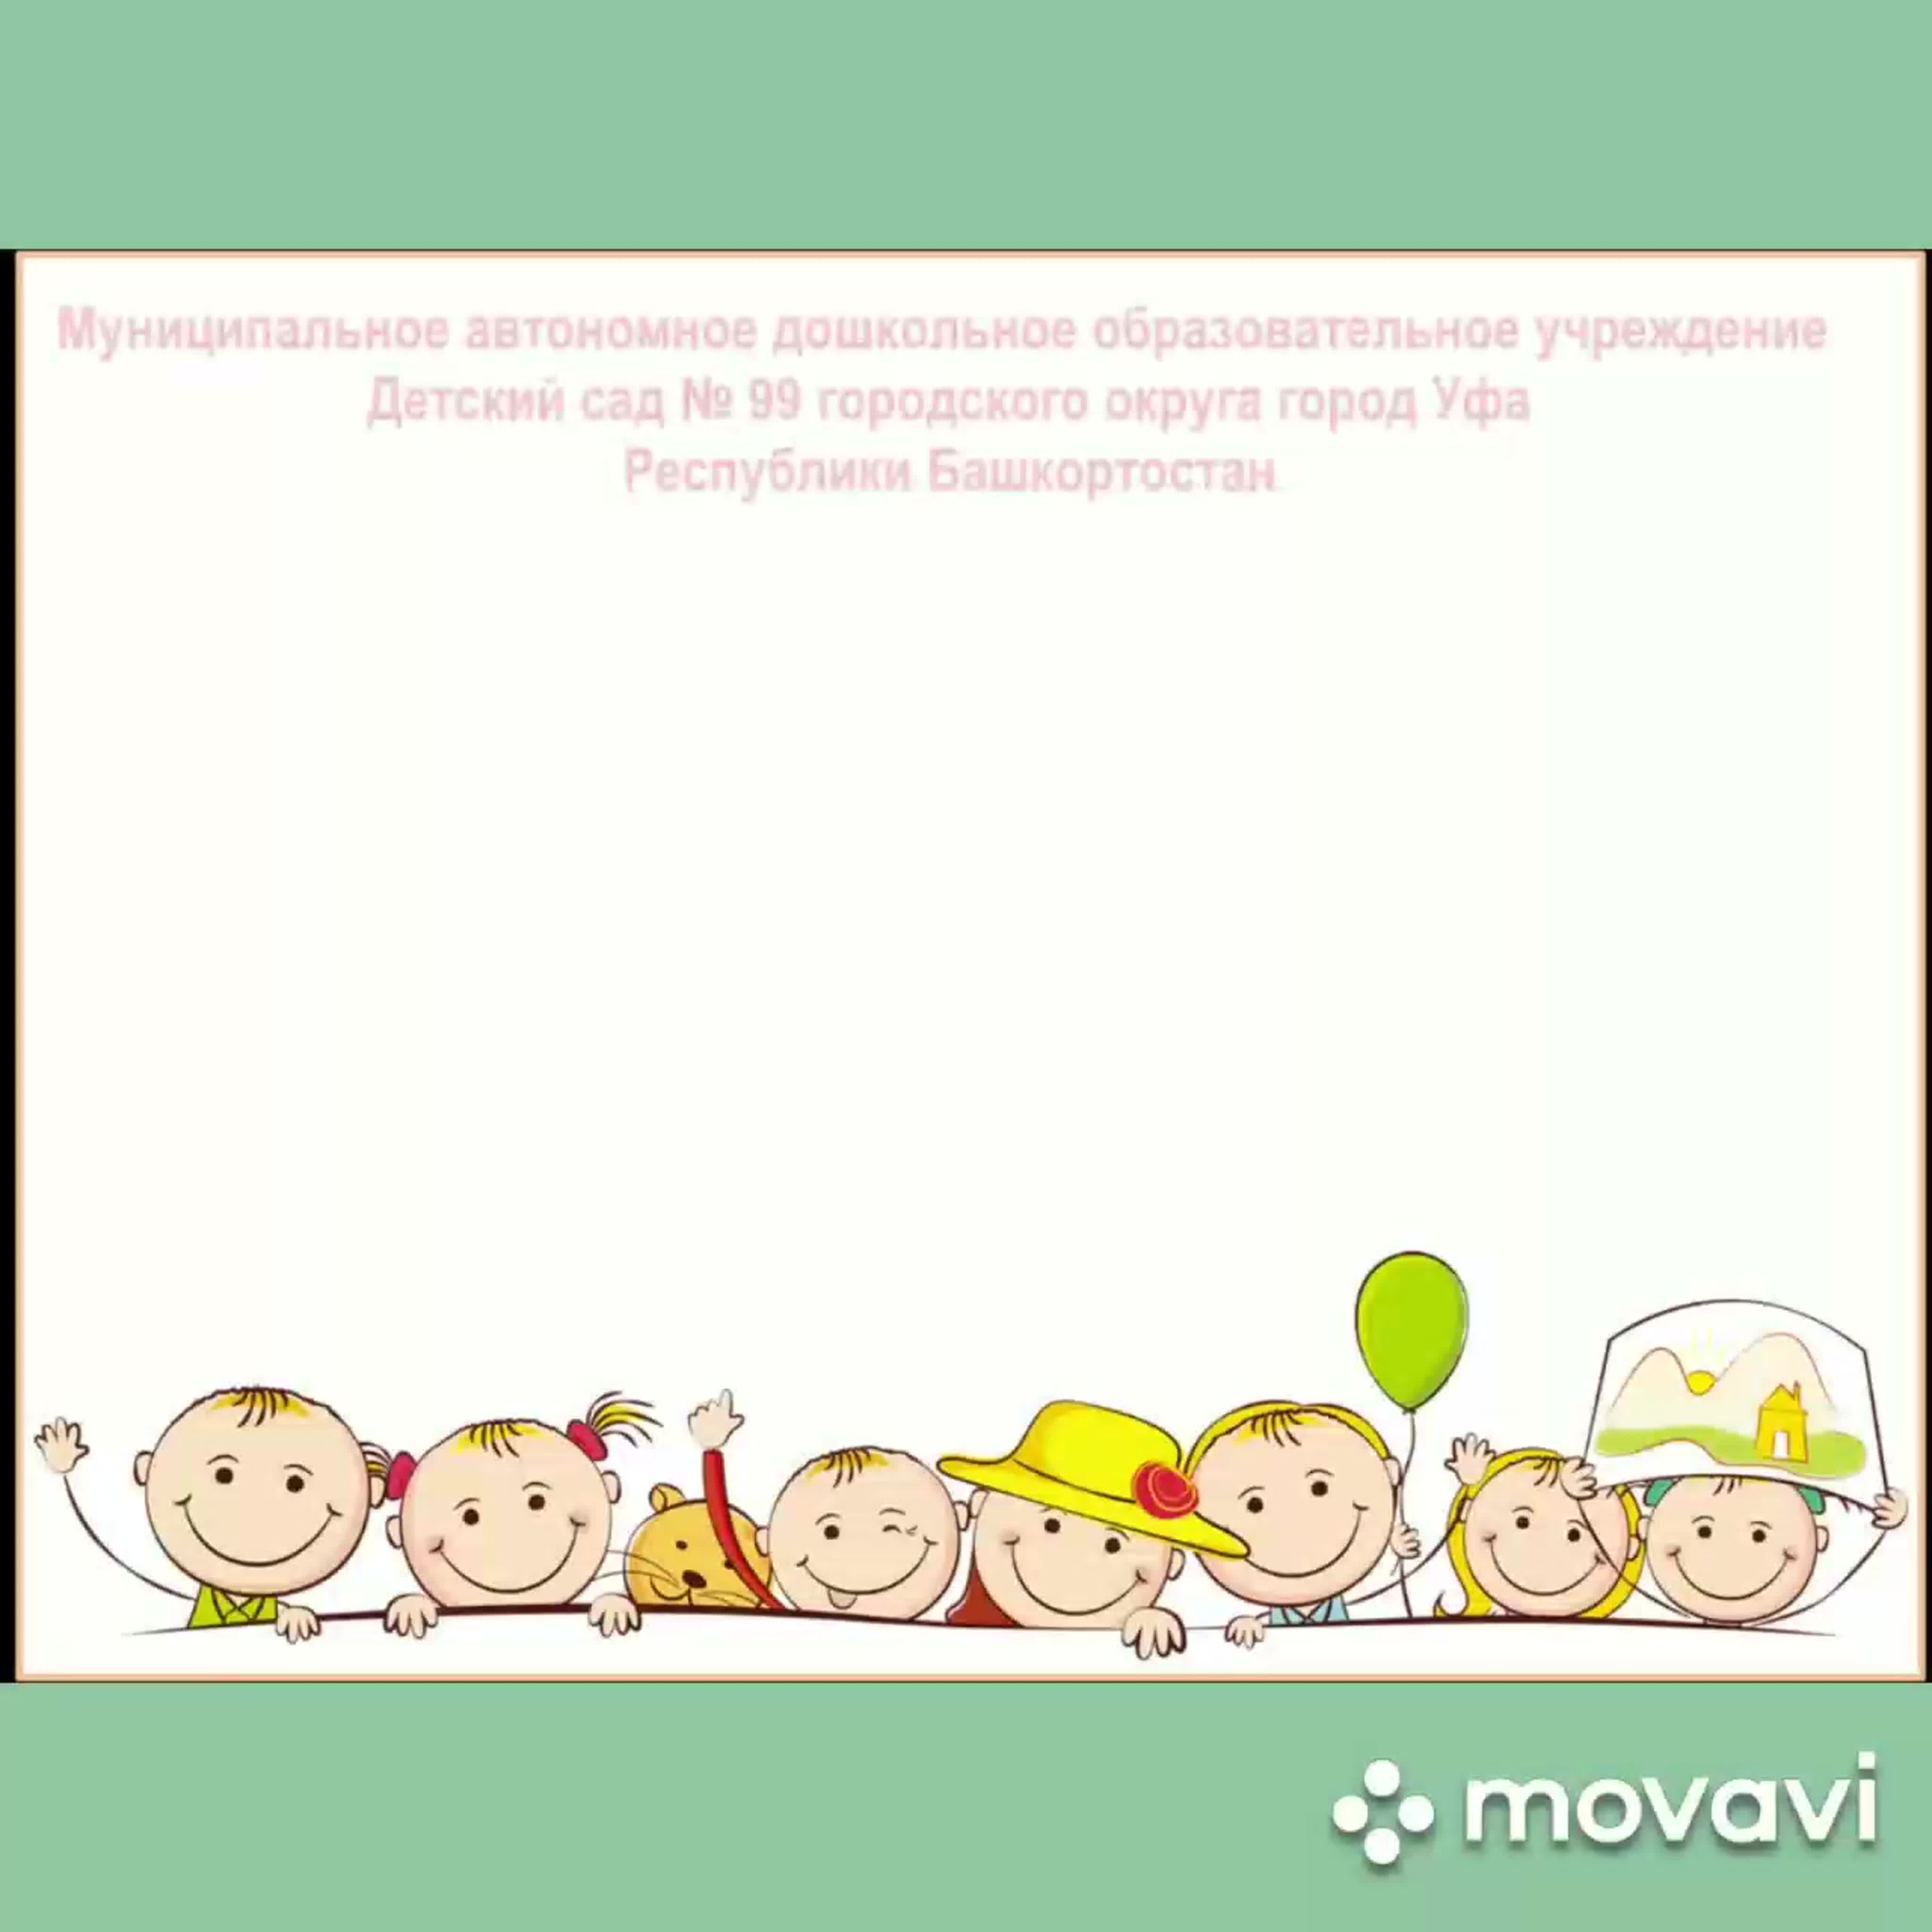 Муниципальное автономное дошкольное образовательное учреждение
Детский сад № 99 городского округа город Уфа
Республики Башкортостан
movavi